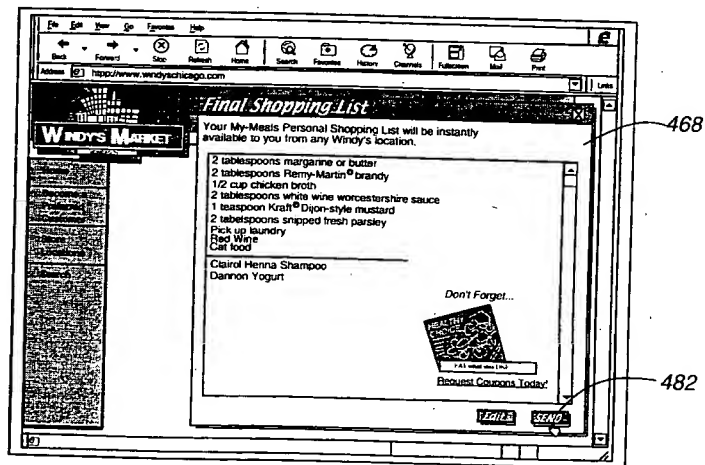 File Edit View Go Favorites Help
Back Forward Stop Refresh Home Search Favorites History Channels Fullscreen Mail Print
Address htpp://www.windyschicago.com Links
Final Shopping List
WINDY'S MARKET
Your My-Meals Personal Shopping List will be instantly
available to you from any Windy's location.
468
2 tablespoons margarine or butter
2 tablespoons Remy-Martin® brandy
1/2 cup chicken broth
2 tablespoons white wine worcestershire sauce
1 teaspoon Kraft® Dijon-style mustard
2 tabelspoons snipped fresh parsley
Pick up laundry
Red Wine
Cat food
Clairol Henna Shampoo
Dannon Yogurt
Don't Forget...
HEALTHY
CHOICE
Request Coupons Today!
482
Edit
SEND